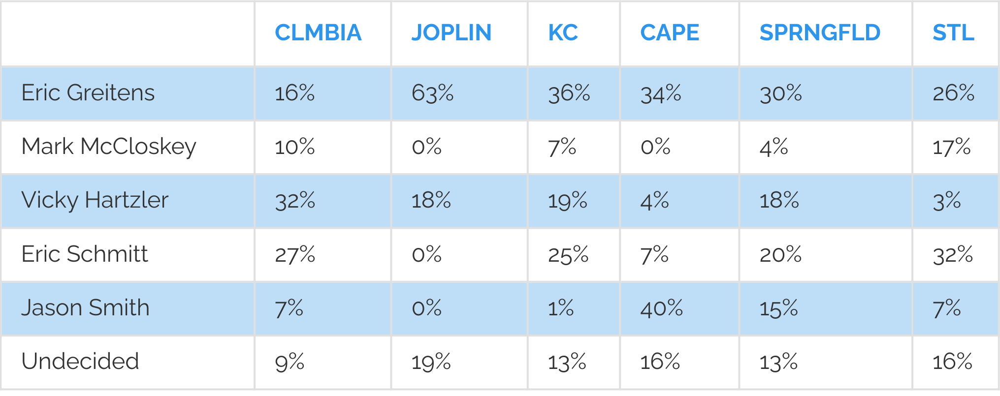 CLMBIA JOPLIN KC CAPE SPRNGFLD STL
Eric Greitens 16% 63% 36% 34% 30% 26%
Mark McCloskey 10% 0% 7% 0% 4% 17%
Vicky Hartzler 32% 18% 19% 4% 18% 3%
Eric Schmitt 27% 0% 25% 7% 20% 32%
Jason Smith 7% 0% 1% 40% 15% 7%
Undecided 9% 19% 13% 16% 13% 16%